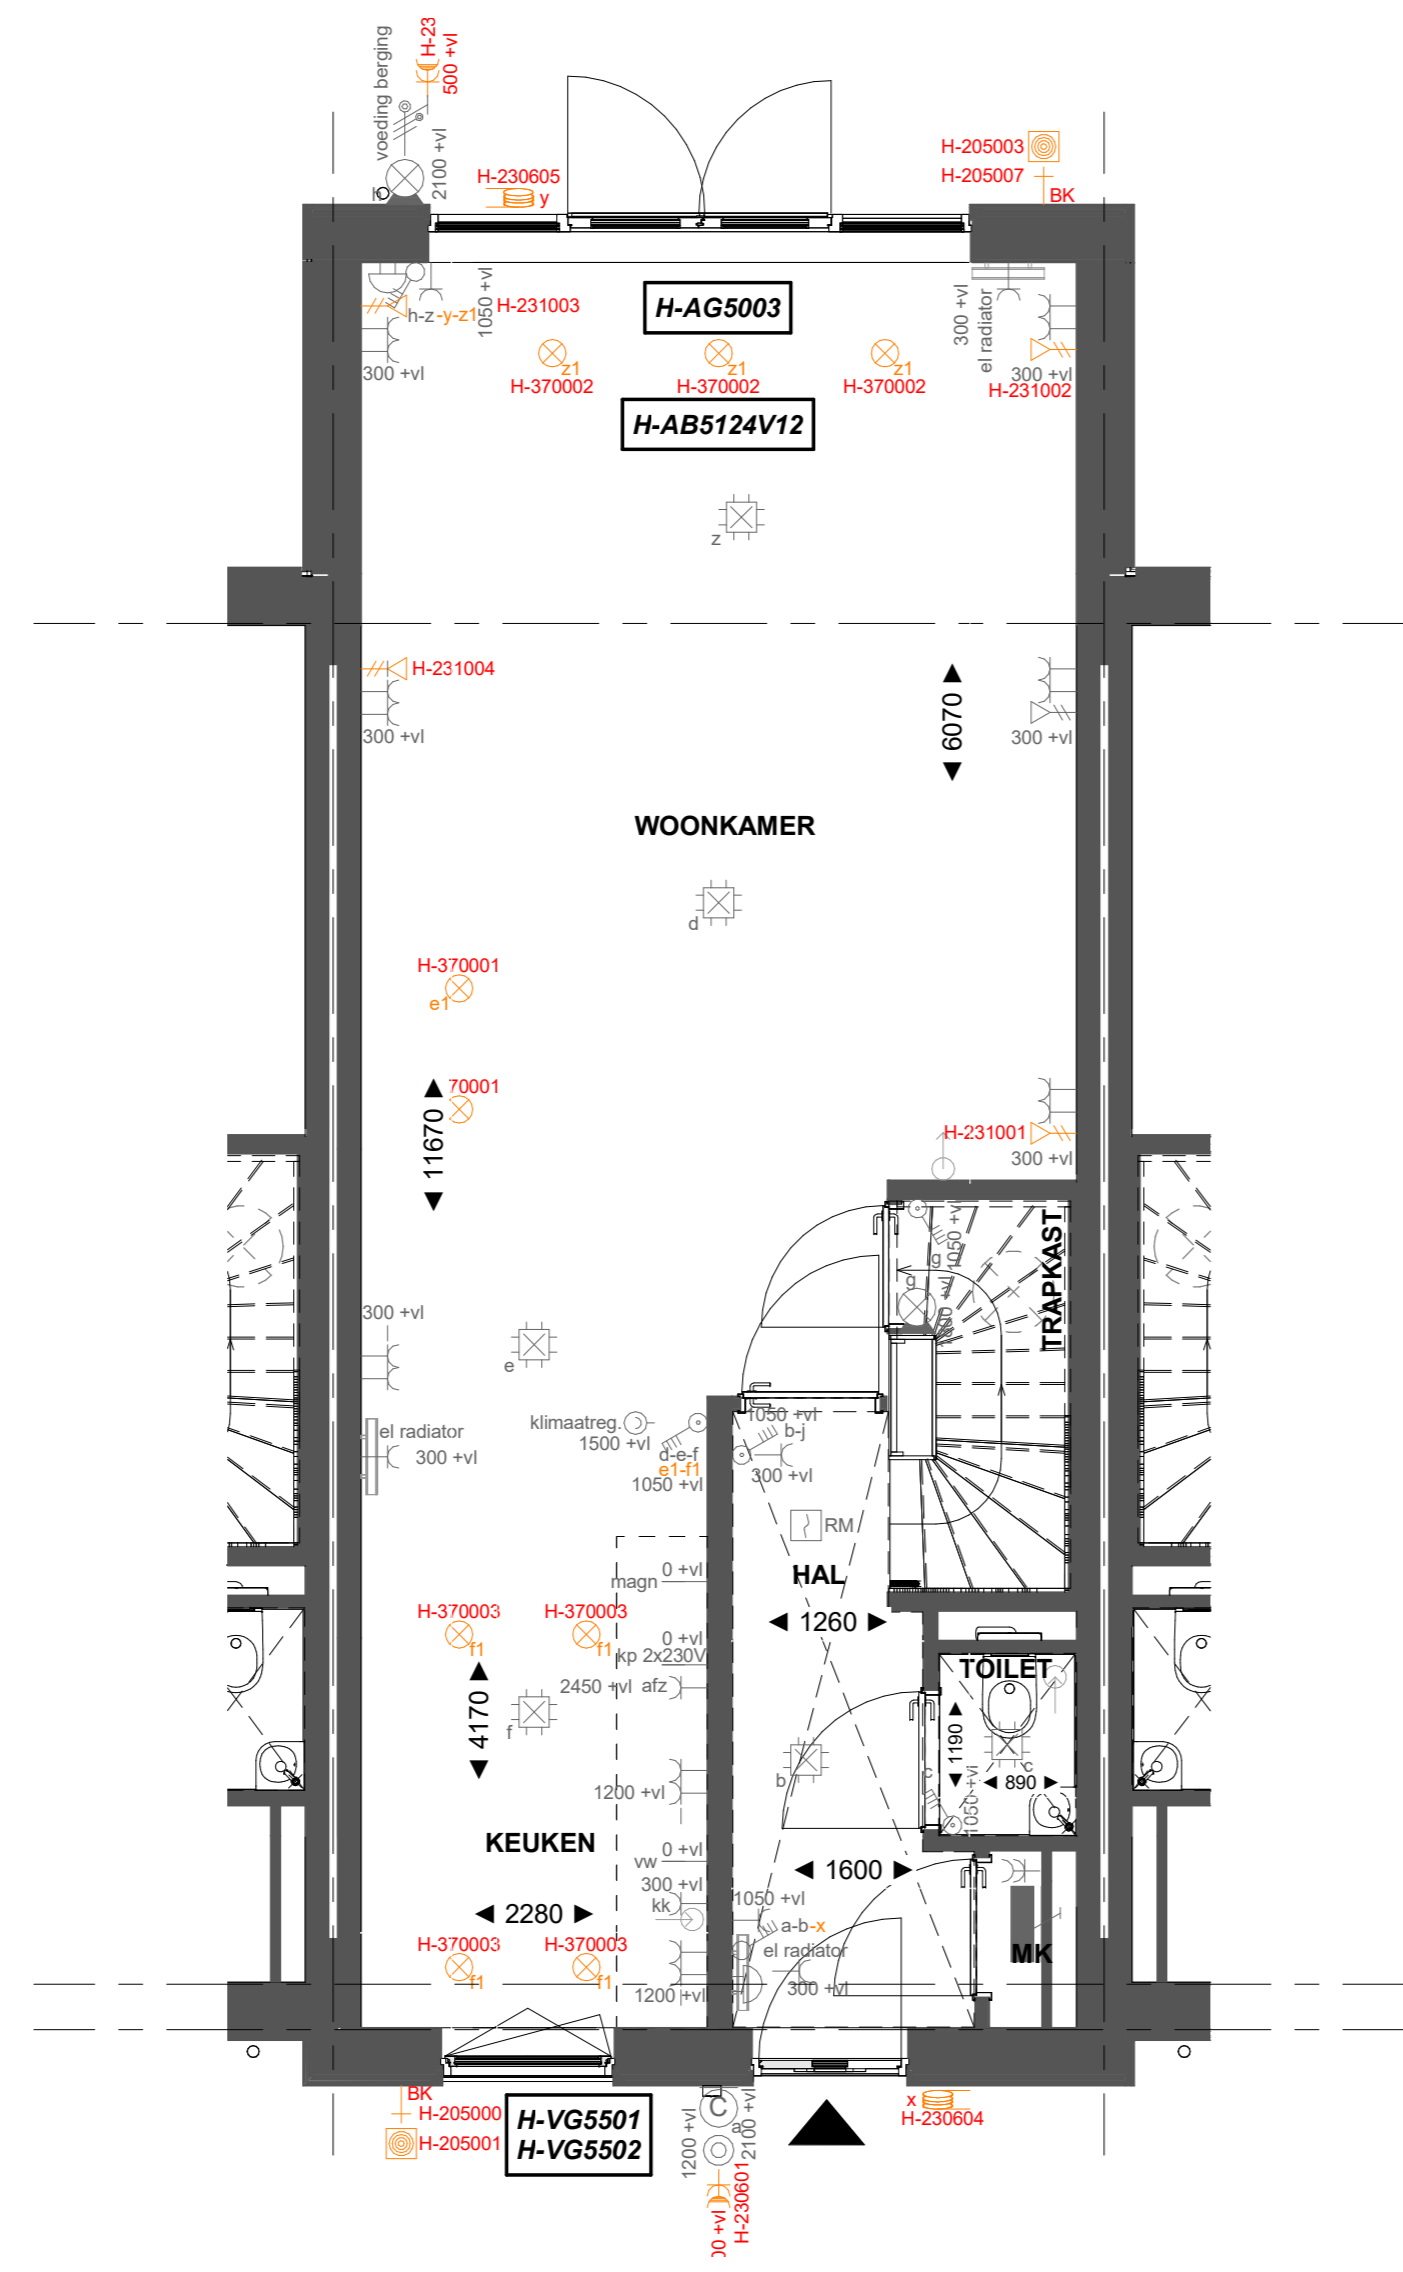 voeding berging
H-23
500 +vl
2100 +vl
h
H-230605
y
H-205003
H-205007
BK
h-z-y-z1
1050 +vl
H-231003
300 +vl
H-AG5003
300 +vl
el radiator
300 +vl
H-231002
z1
z1
z1
H-370002
H-370002
H-370002
H-AB5124V12
z
H-231004
300 +vl
6070
300 +vl
WOONKAMER
d
H-370001
e1
70001
11670
H-231001
300 +vl
TRAPKAST
1050 +vl
g
g
300 +vl
e
el radiator
300 +vl
klimaatreg.
1500 +vl
d-e-f
e1-f1
1050 +vl
1050 +vl
b-j
300 +vl
RM
HAL
1260
0 +vl
magn
H-370003
H-370003
f1
f1
0 +vl
kp 2x230V
2450 +vl afz
4170
f
TOILET
1190
890
c
c
1050 +vl
b
1200 +vl
KEUKEN
0 +vl
vw
300 +vl
kk
2280
1600
1050 +vl
a-b-x
el radiator
300 +vl
MK
H-370003
H-370003
f1
f1
1200 +vl
BK
H-205000
H-205001
H-VG5501
H-VG5502
1200 +vl
C
a
2100 +vl
x
H-230604
00 +vl
H-230601